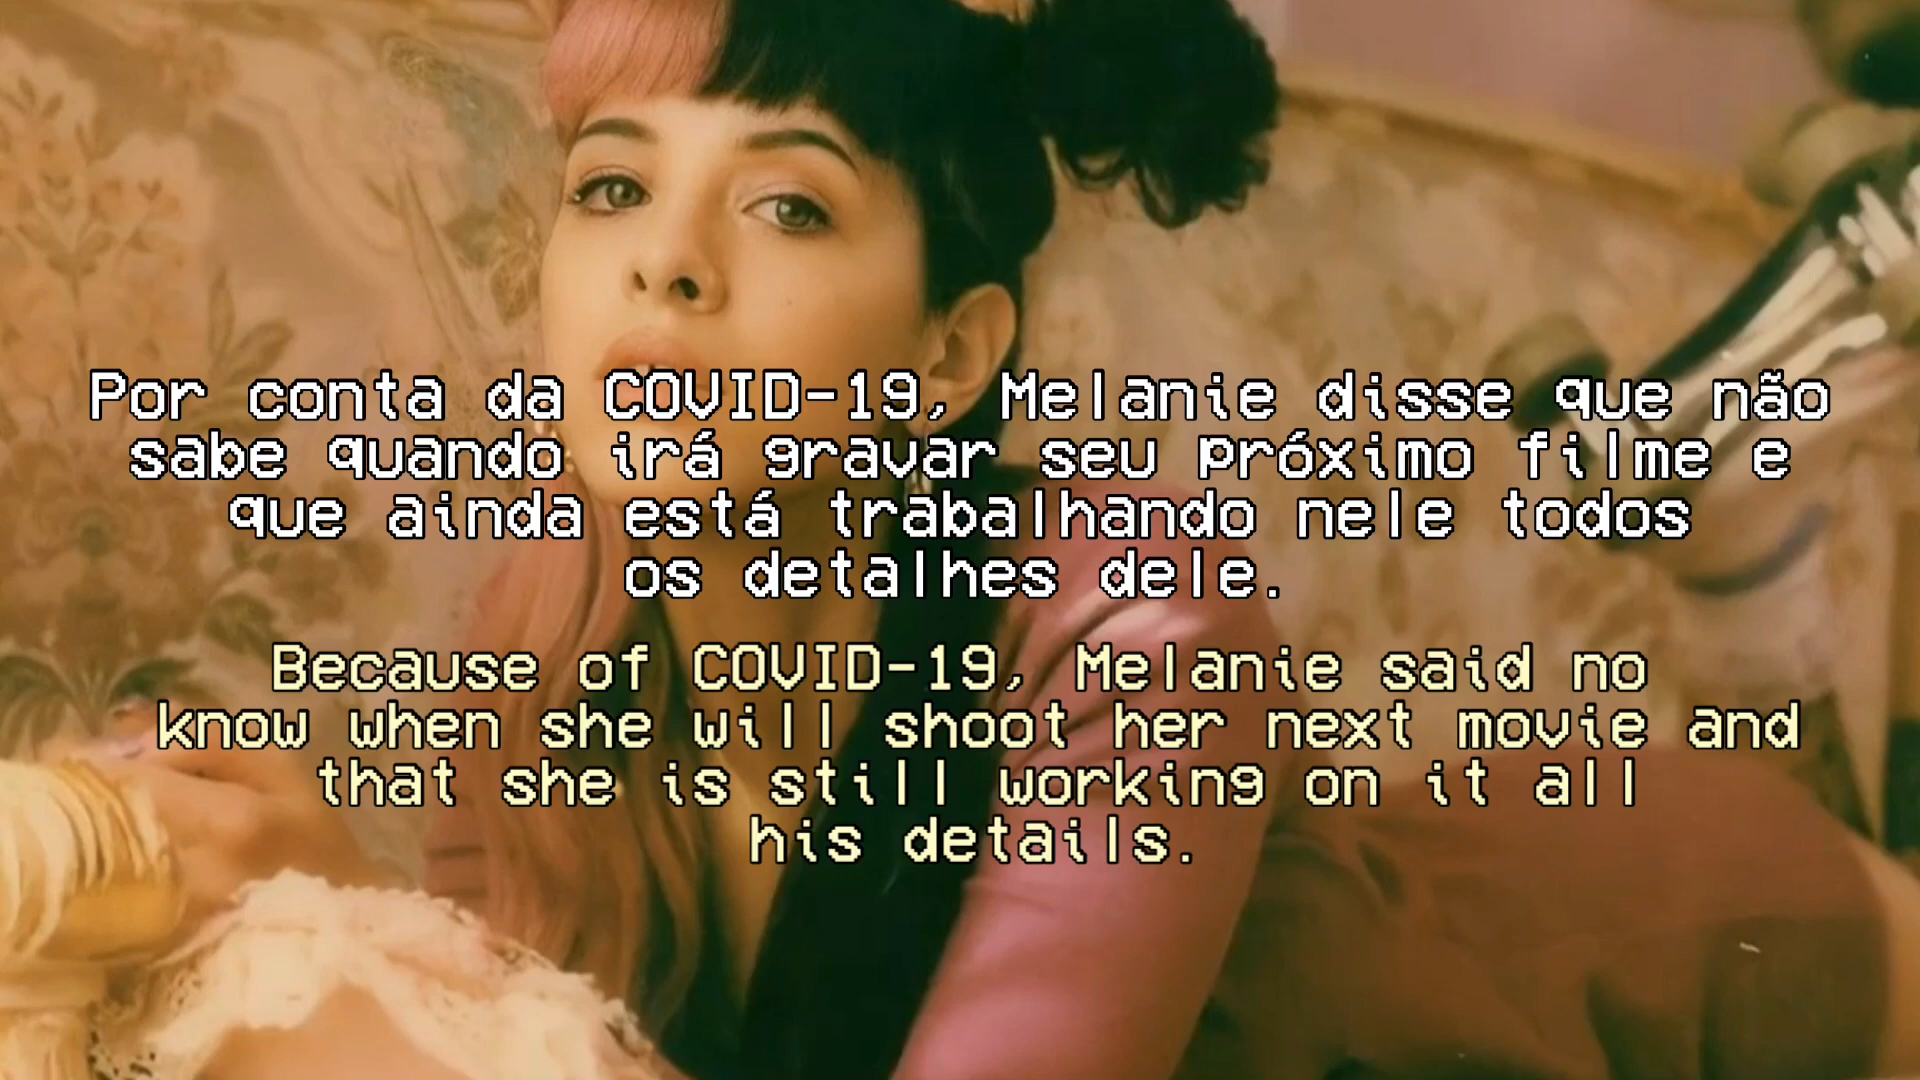 Por conta da COVID-19, Melanie disse que não
sabe quando irá gravar seu próximo filme e
que ainda está trabalhando nele todos
os detalhes dele.
Because of COVID-19, Melanie said no
know when she will shoot her next movie and
that she is still working on it all
his details.